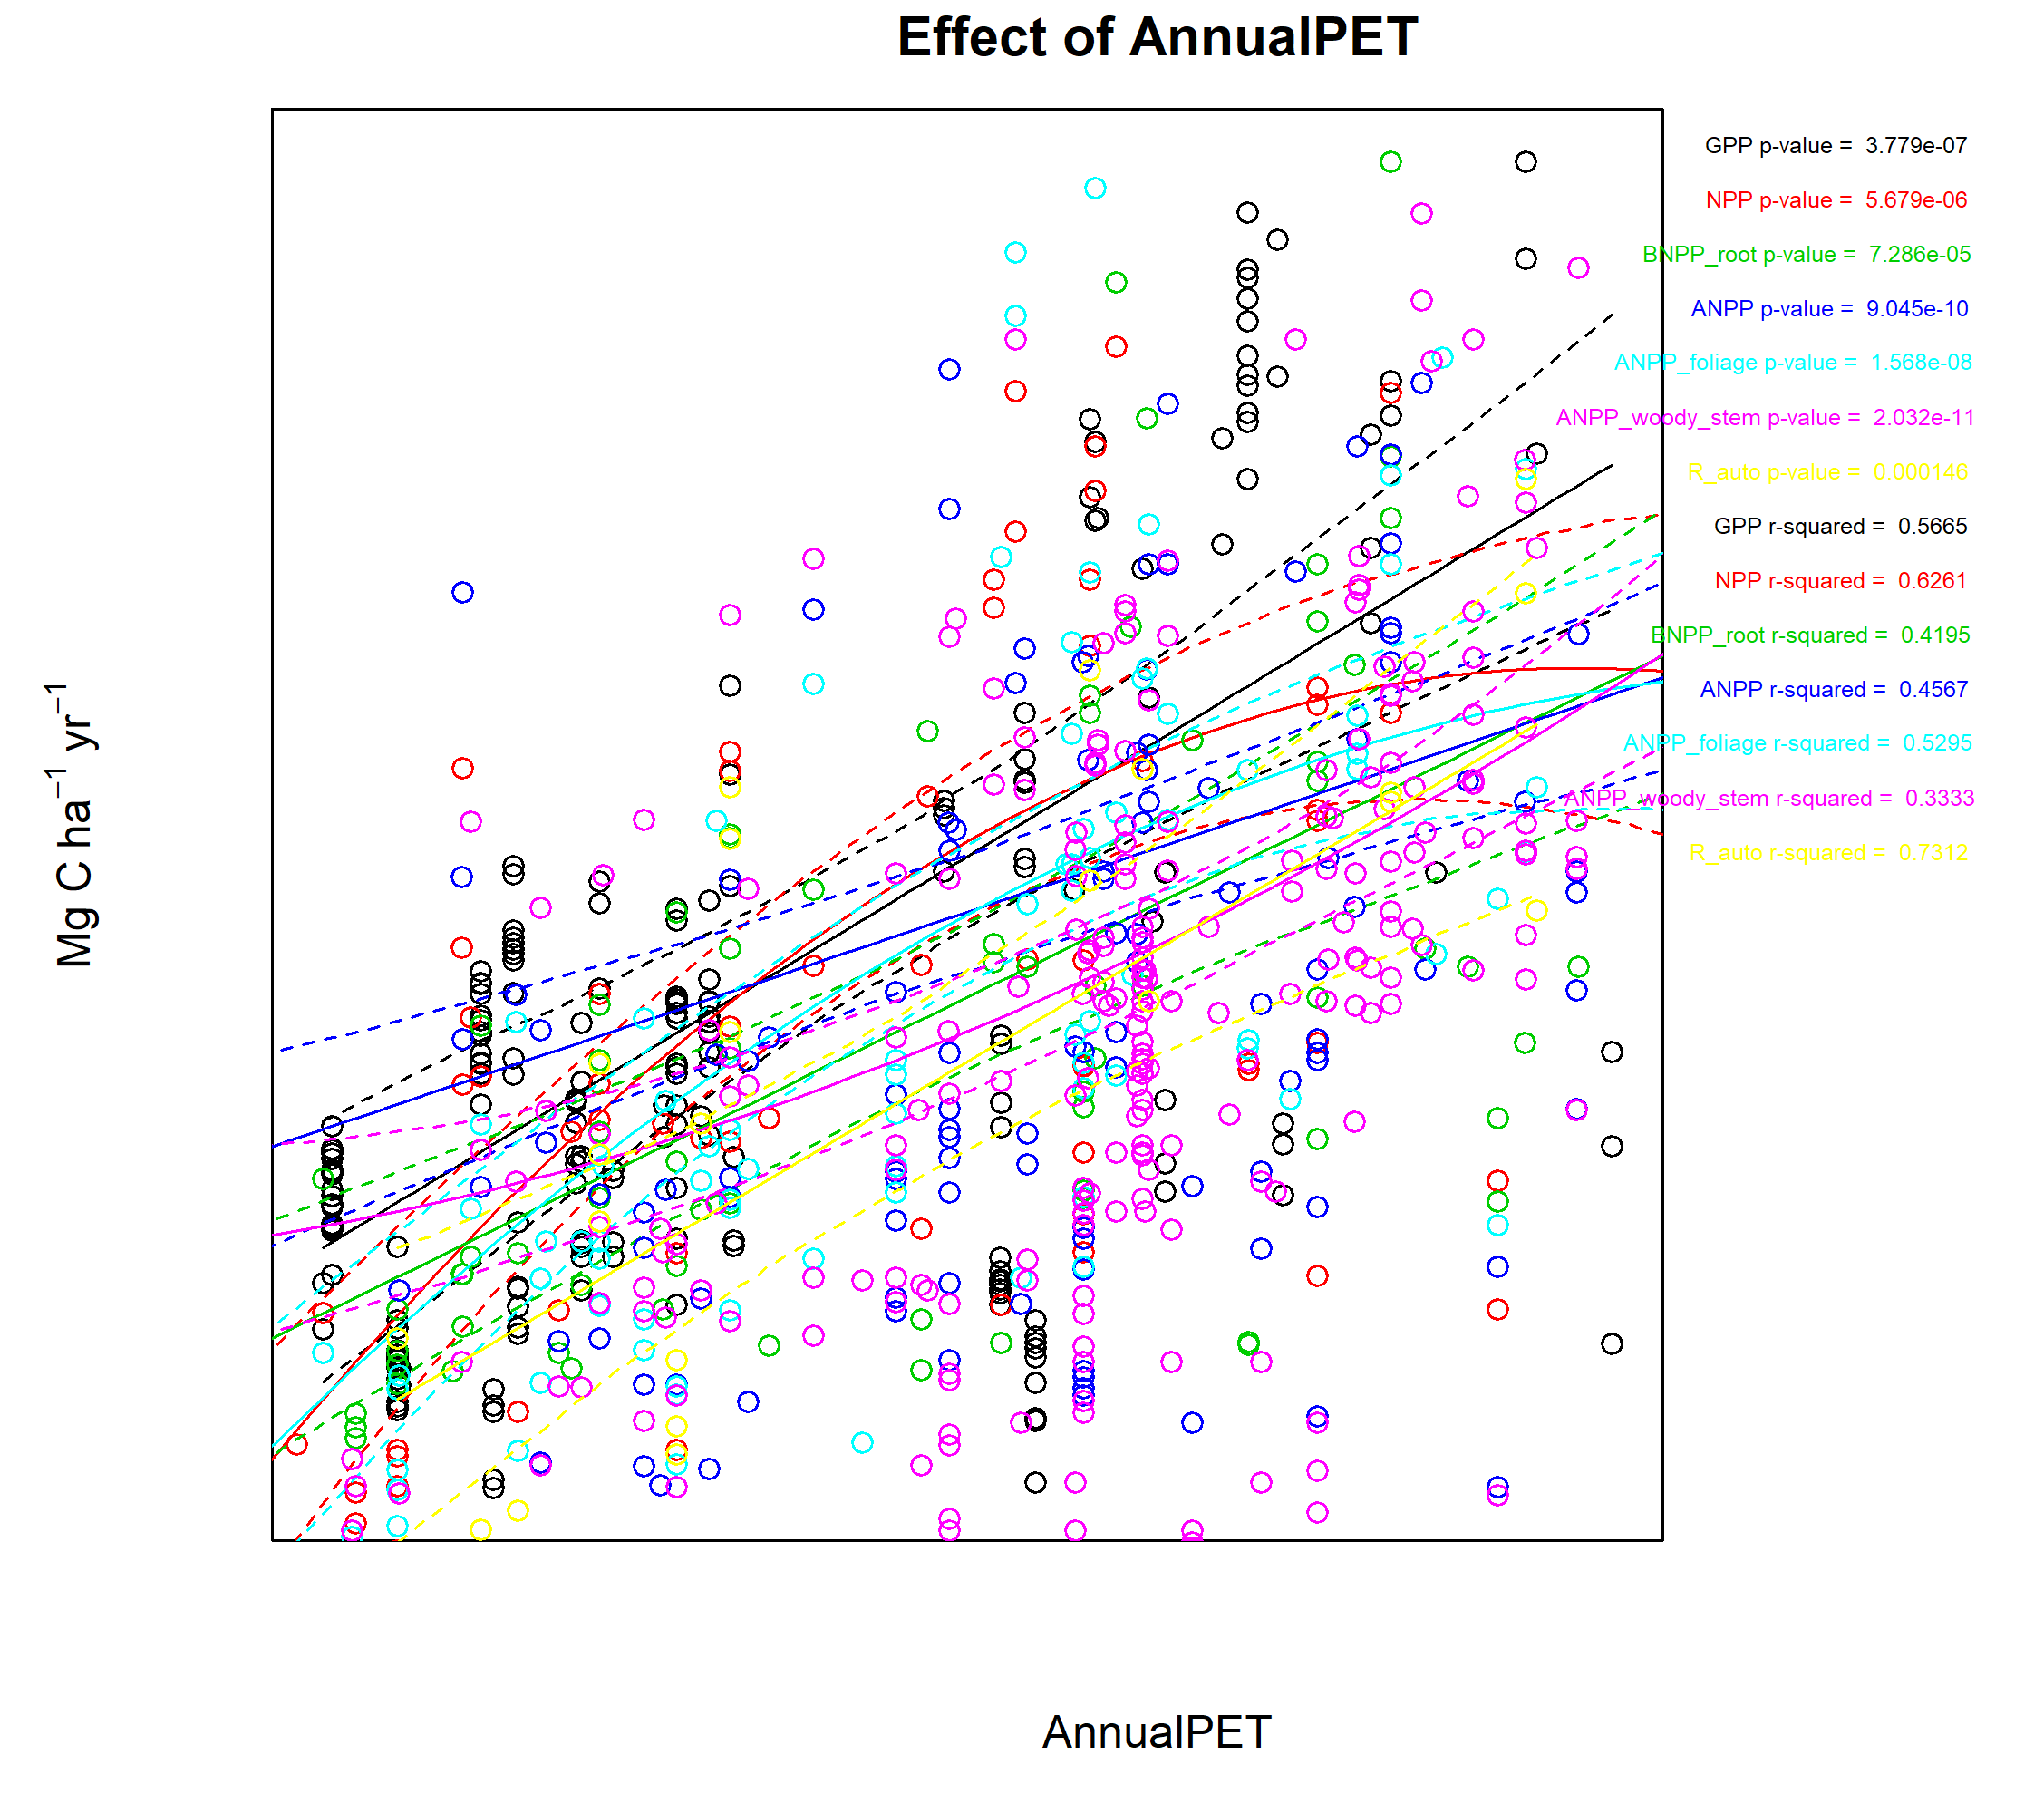 Effect of AnnualPET
GPP p-value = 3.779e-07
NPP p-value = 5.679e-06
BNPP_root p-value = 7.286e-05
ANPP p-value = 9.045e-10
ANPP_foliage p-value = 1.568e-08
ANPP_woody_stem p-value = 2.032e-11
R_auto p-value = 0.000146
GPP r-squared = 0.5665
NPP r-squared = 0.6261
BNPP_root r-squared = 0.4195
ANPP r-squared = 0.4567
ANPP_foliage r-squared = 0.5295
ANPP_woody_stem r-squared = 0.3333
R_auto r-squared = 0.7312
Mg C ha⁻¹ yr⁻¹
AnnualPET